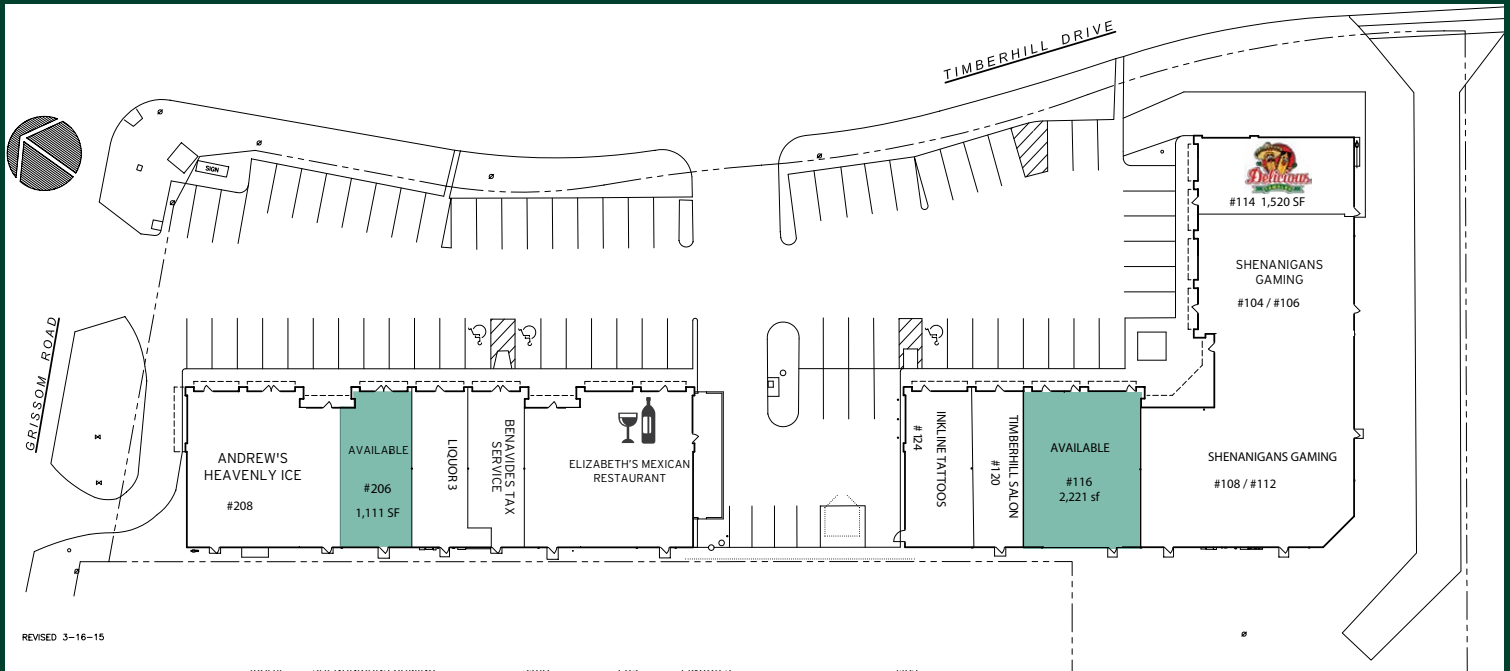 TIMBERHILL DRIVE
SIGN
Delicious
#114 1,520 SF
SHENANIGANS
GAMING
#104 / #106
GRISSOM ROAD
ANDREW'S
HEAVENLY ICE
#208
AVAILABLE
#206
1,111 SF
LIQUOR 3
BENAVIDES TAX
SERVICE
ELIZABETH'S MEXICAN
RESTAURANT
INKLINE TATTOOS
# 124
TIMBERHILL SALON
#120
AVAILABLE
#116
2,221 sf
SHENANIGANS GAMING
#108 / #112
REVISED 3-16-15